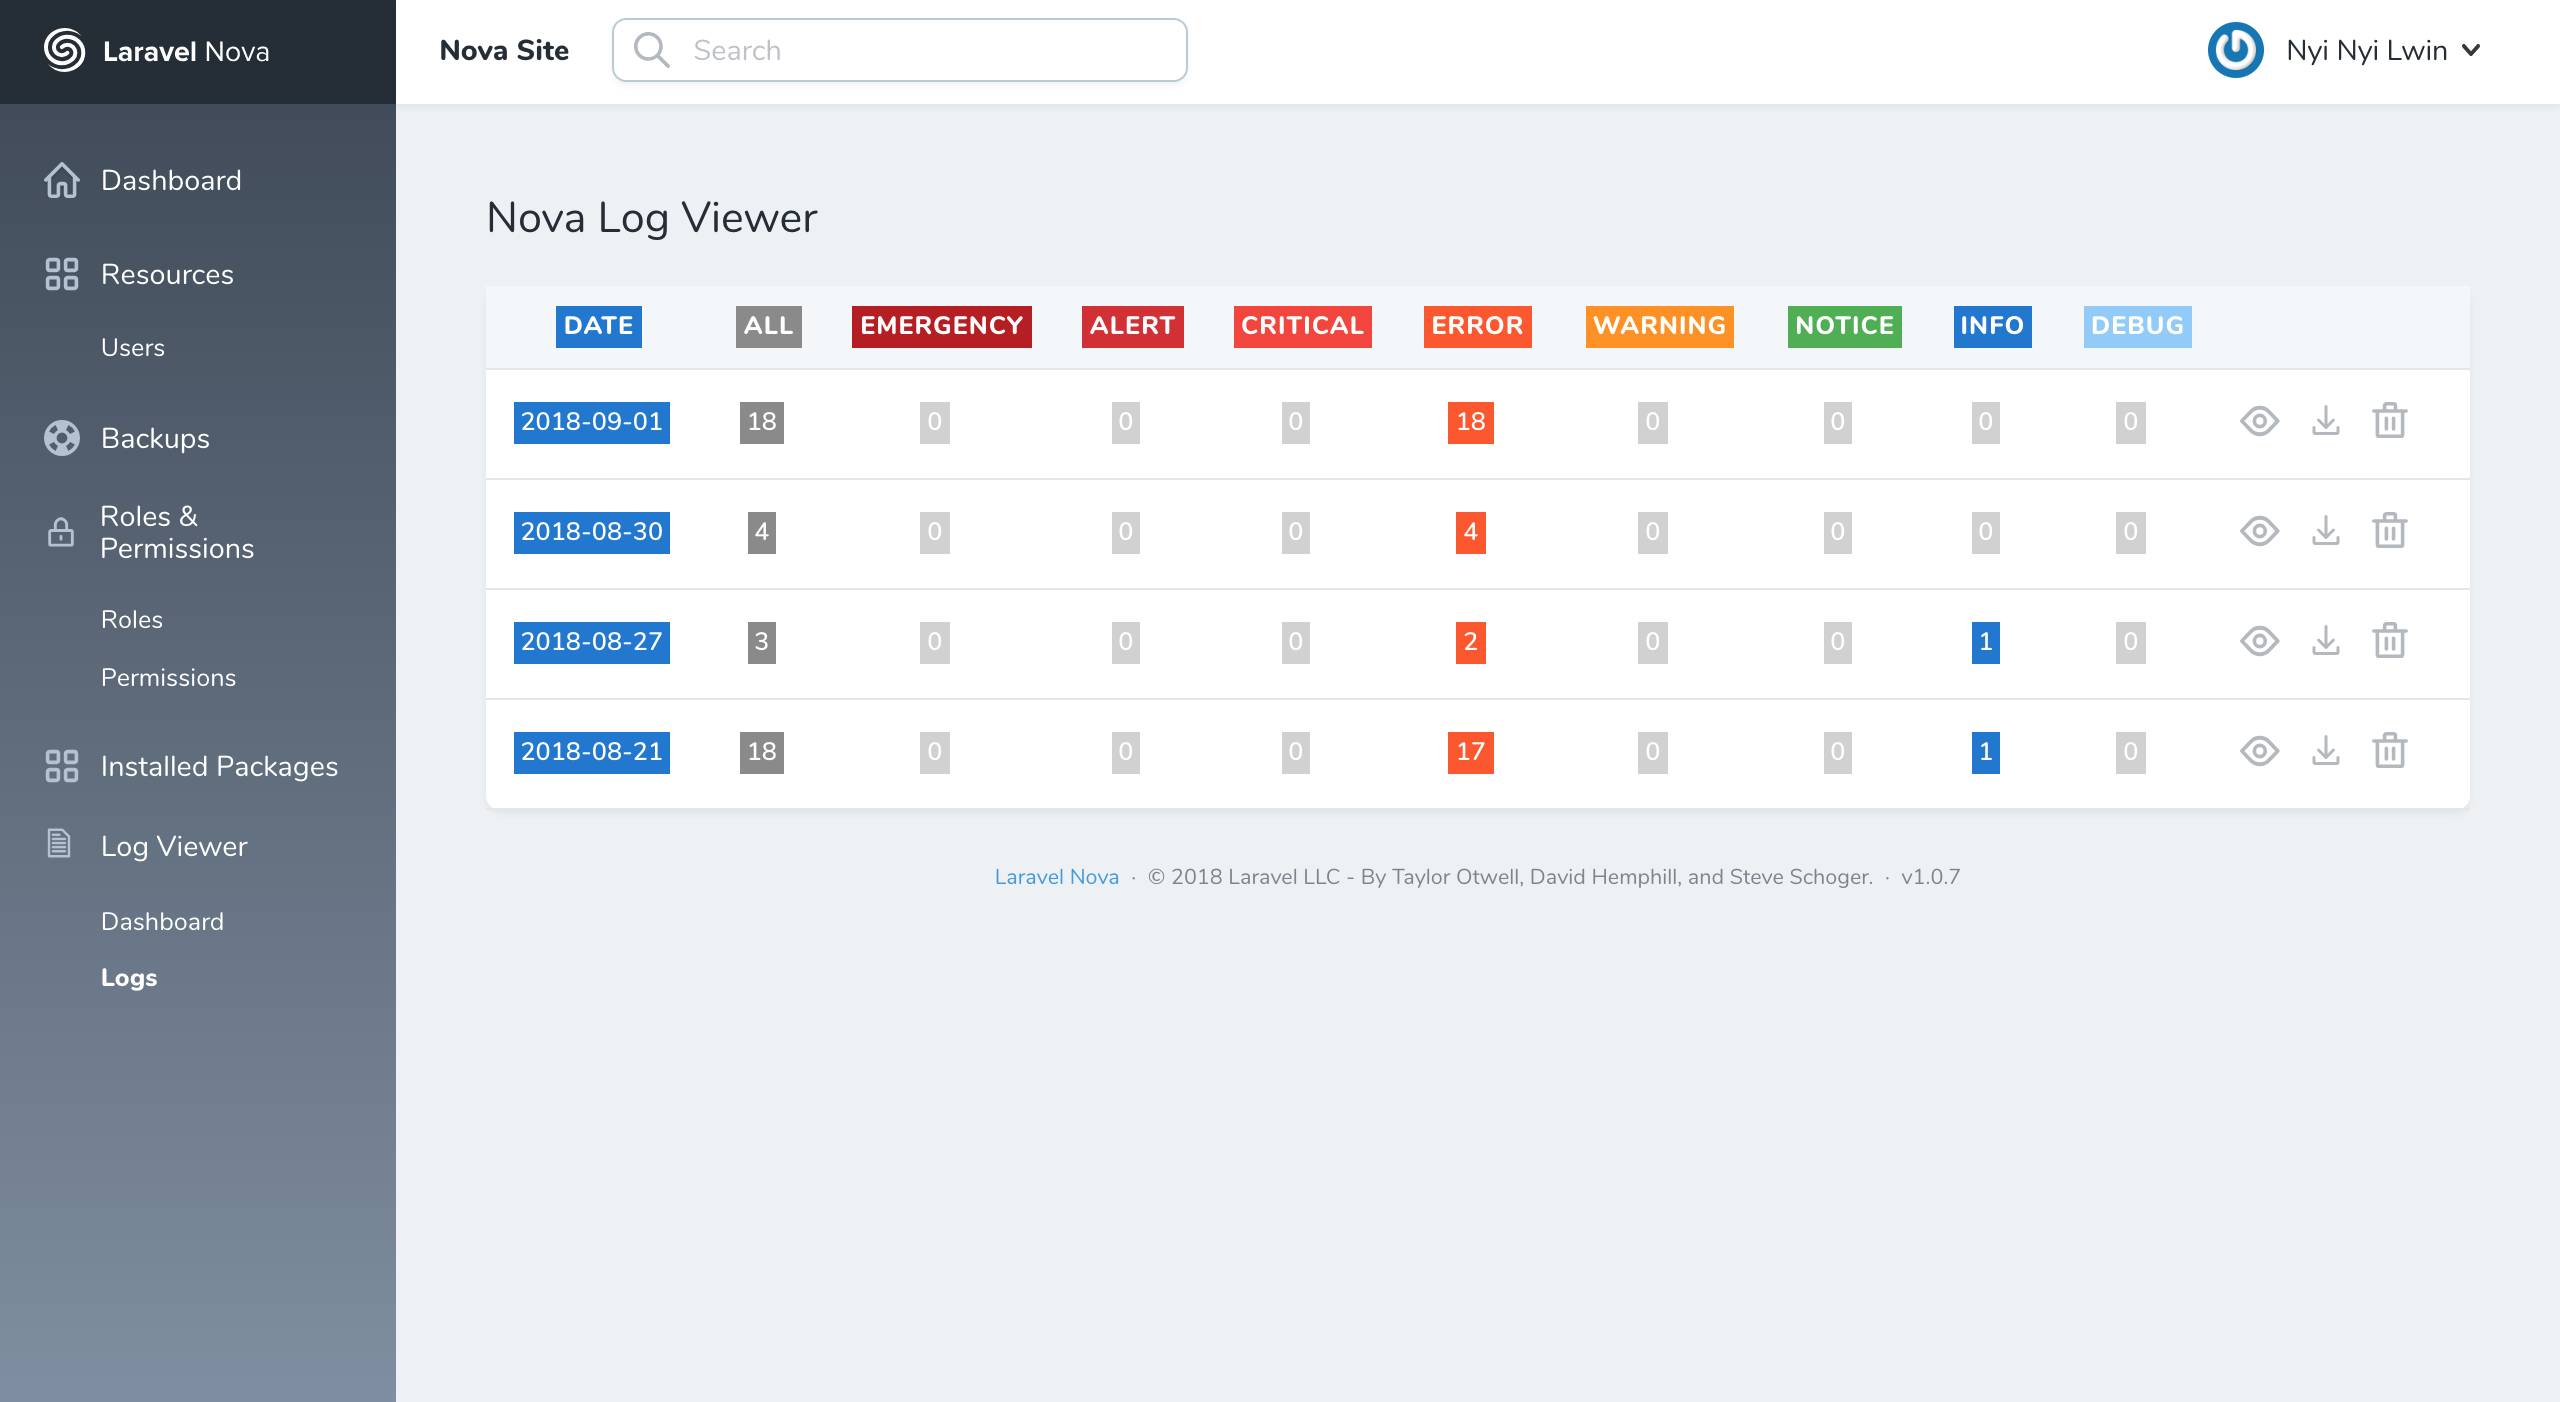 Laravel Nova
Nova Site
Search
Nyi Nyi Lwin
Dashboard
Resources
Users
Backups
Roles &
Permissions
Roles
Permissions
Installed Packages
Log Viewer
Dashboard
Logs
Nova Log Viewer
DATE ALL EMERGENCY ALERT CRITICAL ERROR WARNING NOTICE INFO DEBUG
2018-09-01 18 0 0 0 18 0 0 0 0
2018-08-30 4 0 0 0 4 0 0 0 0
2018-08-27 3 0 0 0 2 0 0 1 0
2018-08-21 18 0 0 0 17 0 0 1 0
Laravel Nova · © 2018 Laravel LLC - By Taylor Otwell, David Hemphill, and Steve Schoger. · v1.0.7